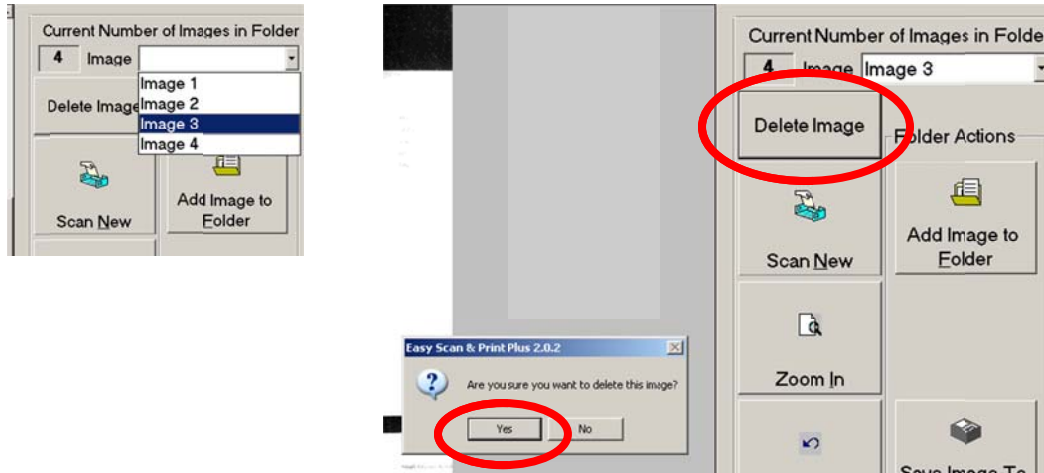 Current Number of Images in Folder
4 Image
Image 1
Image 2
Delete Image
Image 3
Image 4
Scan New
Add Image to
Folder
Current Number of Images in Folde
4 Image Image 3
Delete Image
Folder Actions
Scan New
Add Image to
Folder
Zoom In
Save Image To
Easy Scan & Print Plus 2.0.2
Are you sure you want to delete this image?
Yes No